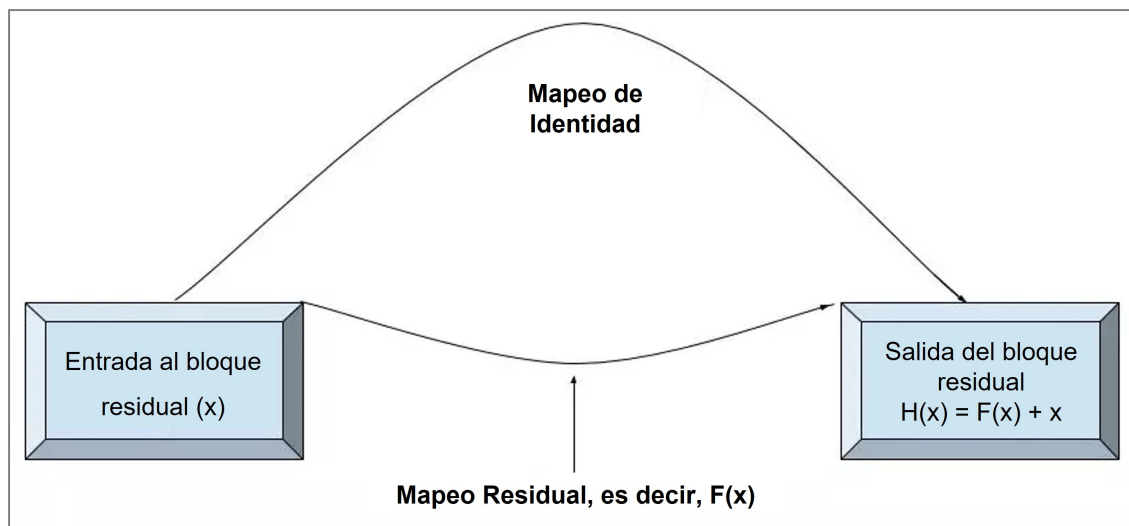 Mapeo de
Identidad
Entrada al bloque
residual (x)
Salida del bloque
residual
H(x) = F(x) + x
Mapeo Residual, es decir, F(x)